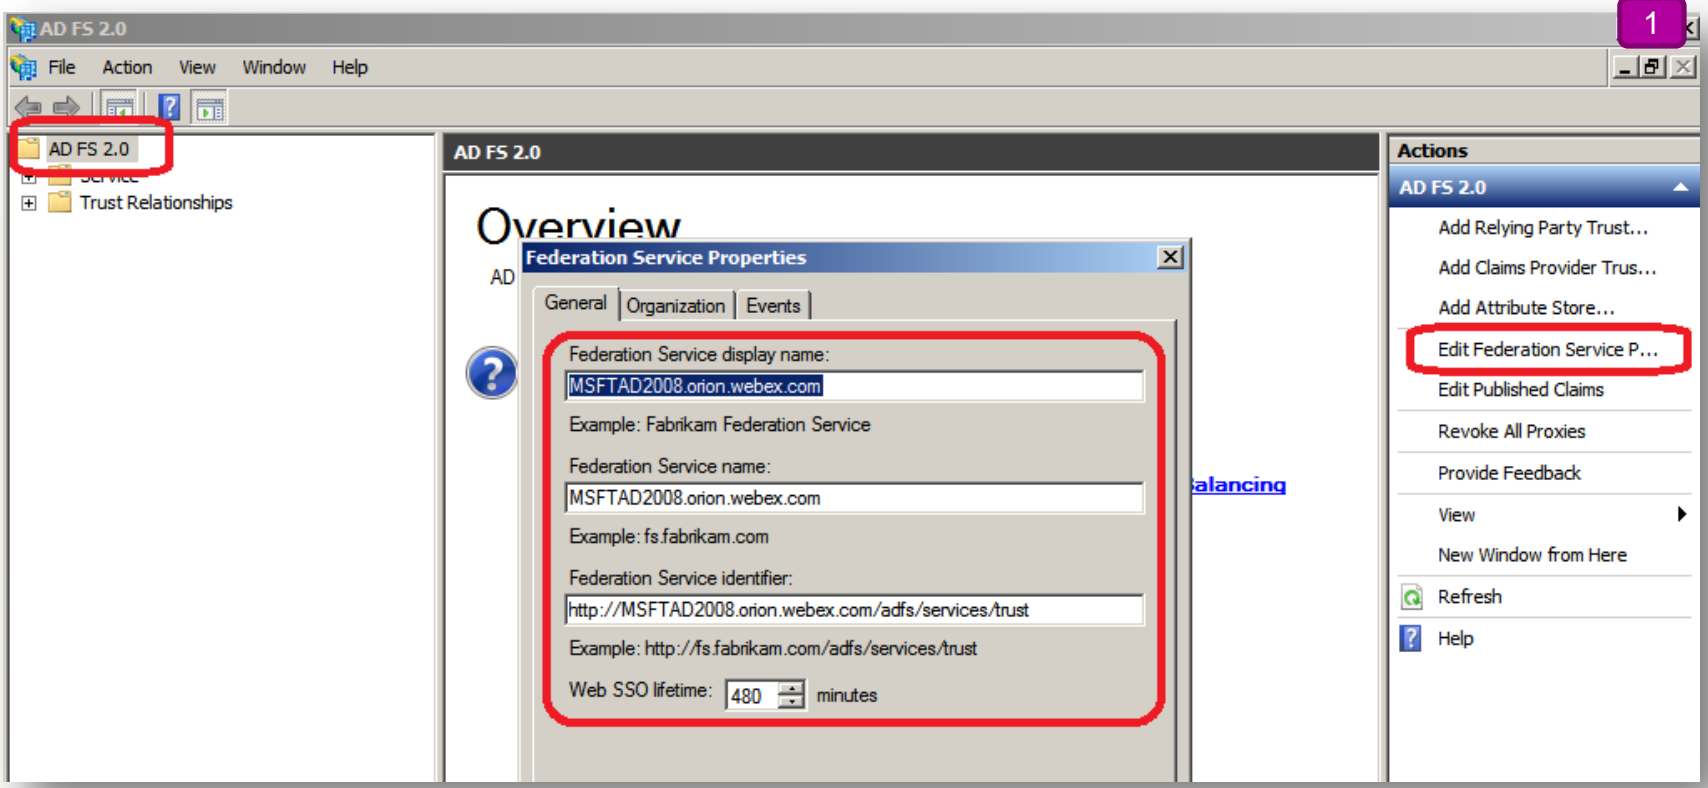 1
AD FS 2.0
File Action View Window Help
AD FS 2.0
Service
Trust Relationships
AD FS 2.0
Overview
AD
Federation Service Properties
General Organization Events
Federation Service display name:
MSFTAD2008.orion.webex.com
Example: Fabrikam Federation Service
Federation Service name:
MSFTAD2008.orion.webex.com
Example: fs.fabrikam.com
Federation Service identifier:
http://MSFTAD2008.orion.webex.com/adfs/services/trust
Example: http://fs.fabrikam.com/adfs/services/trust
Web SSO lifetime: 480 minutes
alancing
Actions
AD FS 2.0
Add Relying Party Trust...
Add Claims Provider Trus...
Add Attribute Store...
Edit Federation Service P...
Edit Published Claims
Revoke All Proxies
Provide Feedback
View
New Window from Here
Refresh
Help